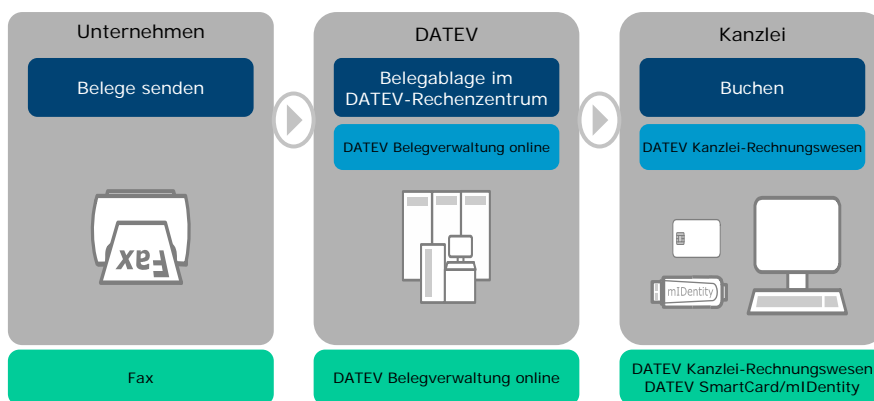 Unternehmen
Belege senden
Fax
Fax
DATEV
Belegablage im
DATEV-Rechenzentrum
DATEV Belegverwaltung online
DATEV Belegverwaltung online
Kanzlei
Buchen
DATEV Kanzlei-Rechnungswesen
mIDentity
DATEV Kanzlei-Rechnungswesen
DATEV SmartCard/mIDentity